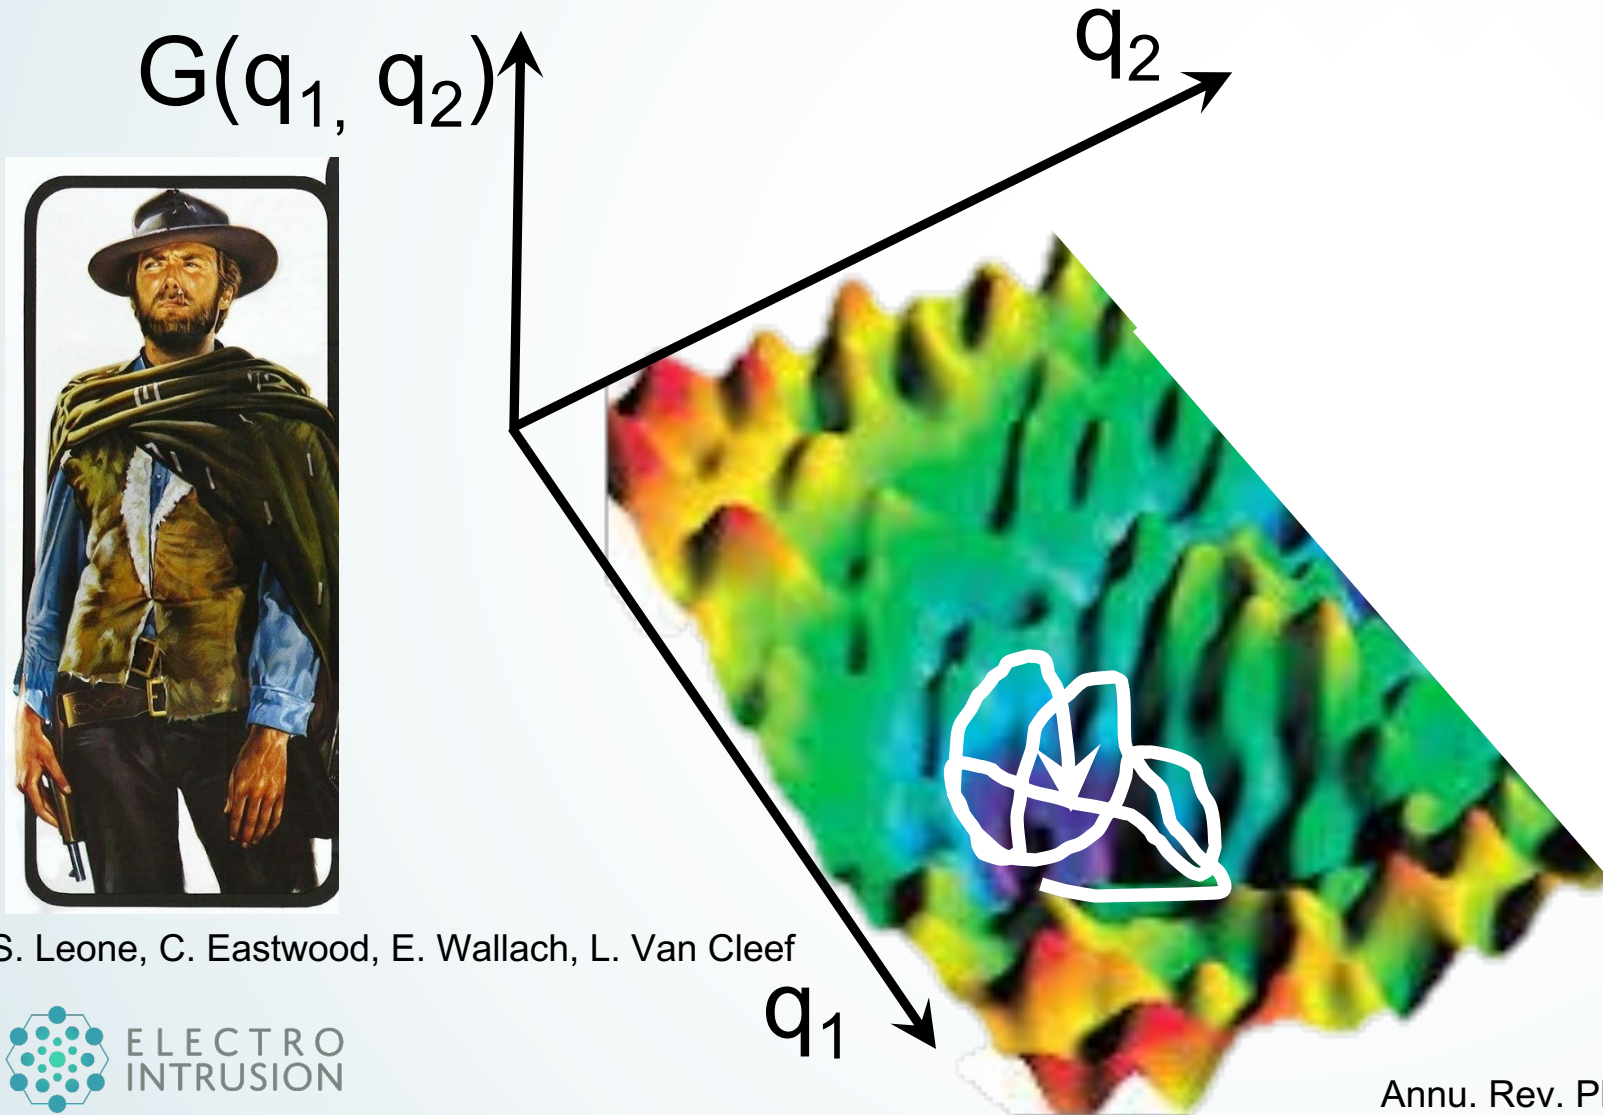 G(q₁, q₂)
q₂
S. Leone, C. Eastwood, E. Wallach, L. Van Cleef
q₁
ELECTRO
INTRUSION
Annu. Rev.